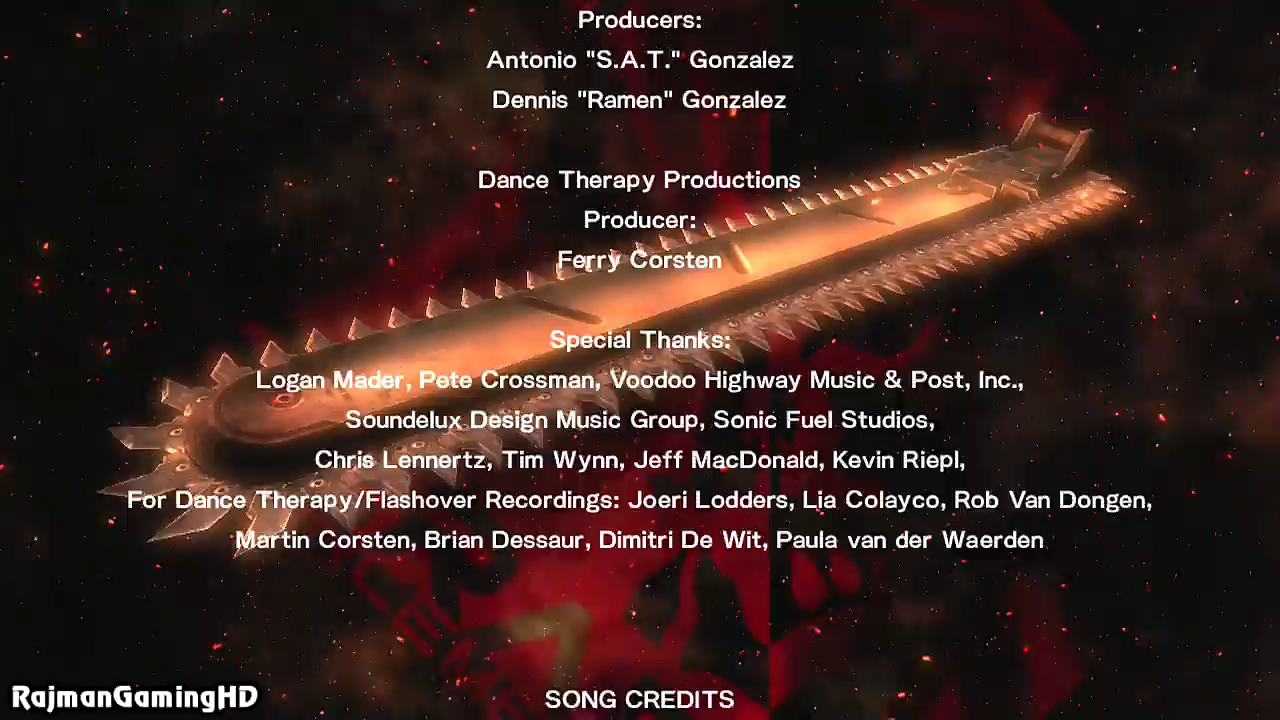 Producers:
Antonio "S.A.T." Gonzalez
Dennis "Ramen" Gonzalez
Dance Therapy Productions
Producer:
Ferry Corsten
Special Thanks:
Logan Mader, Pete Crossman, Voodoo Highway Music & Post, Inc.,
Soundelux Design Music Group, Sonic Fuel Studios,
Chris Lennertz, Tim Wynn, Jeff MacDonald, Kevin Riepl,
For Dance Therapy/Flashover Recordings: Joeri Lodders, Lia Colayco, Rob Van Dongen,
Martin Corsten, Brian Dessaur, Dimitri De Wit, Paula van der Waerden
SONG CREDITS
RajmanGamingHD